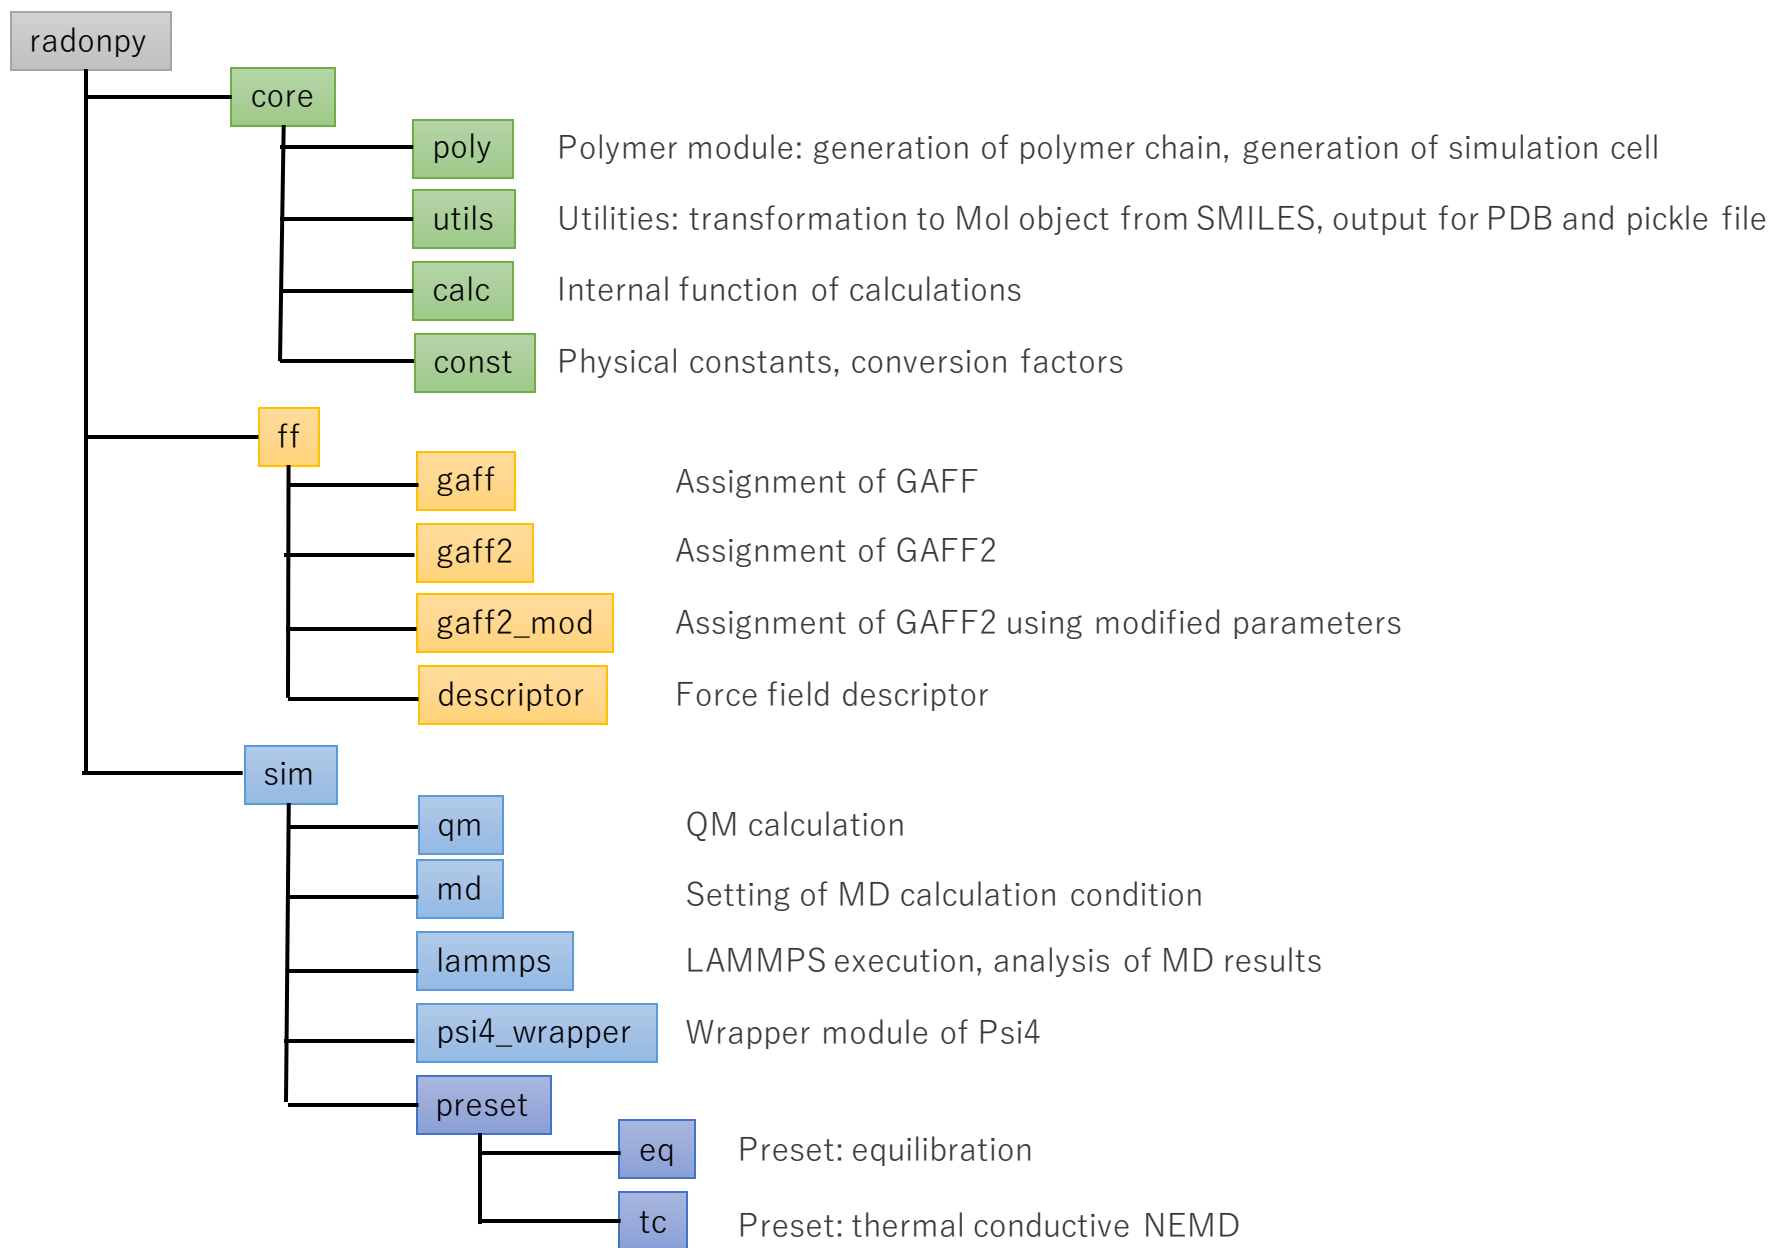 radonpy
core
poly Polymer module: generation of polymer chain, generation of simulation cell
utils Utilities: transformation to Mol object from SMILES, output for PDB and pickle file
calc Internal function of calculations
const Physical constants, conversion factors
ff
gaff Assignment of GAFF
gaff2 Assignment of GAFF2
gaff2_mod Assignment of GAFF2 using modified parameters
descriptor Force field descriptor
sim
qm QM calculation
md Setting of MD calculation condition
lammps LAMMPS execution, analysis of MD results
psi4_wrapper Wrapper module of Psi4
preset
eq Preset: equilibration
tc Preset: thermal conductive NEMD